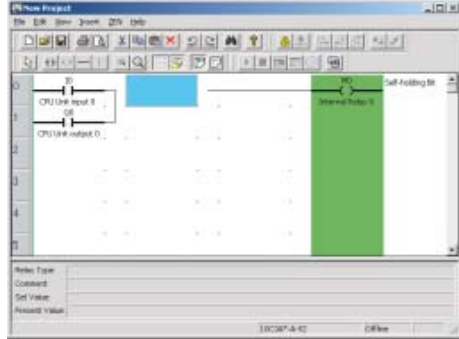 New Project
File Edit View Insert ZEN Help
0
I0
M0
Self-holding Bit
CPU Unit input 0
Internal Relay 0
1
Q0
CPU Unit output 0
2
3
4
5
Relay Type
Comment
Set Value
Present Value
Offline